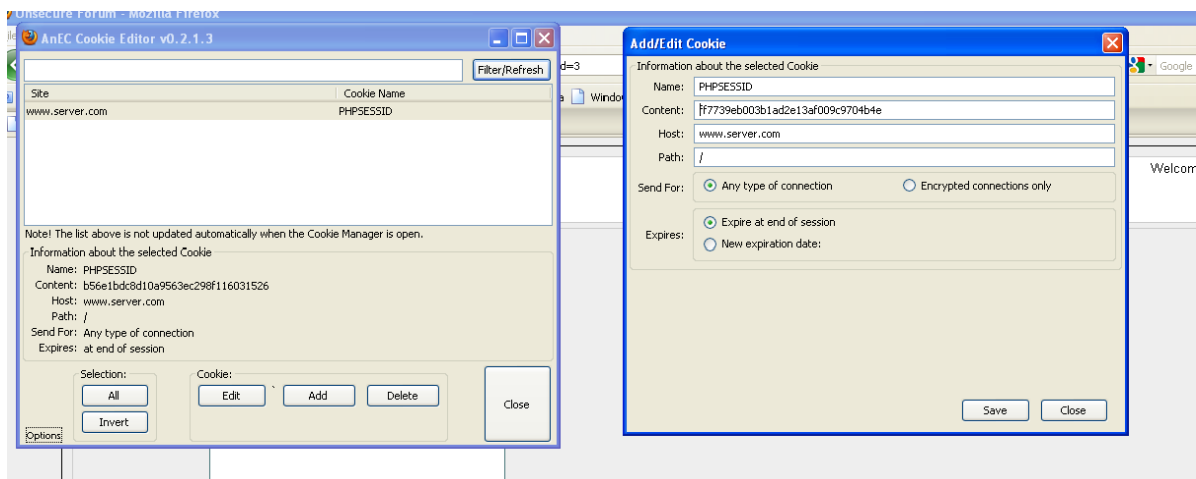 Unsecure Forum - Mozilla Firefox
AnEC Cookie Editor v0.2.1.3
Filter/Refresh
Site Cookie Name
www.server.com PHPSESSID
Note! The list above is not updated automatically when the Cookie Manager is open.
Information about the selected Cookie
Name: PHPSESSID
Content: b56e1bdc8d10a9563ec298f116031526
Host: www.server.com
Path: /
Send For: Any type of connection
Expires: at end of session
Selection: Cookie:
All Edit ` Add Delete Close
Invert
Options
d=3
Windo
Add/Edit Cookie
Information about the selected Cookie
Name: PHPSESSID
Content: ff7739eb003b1ad2e13af009c9704b4e
Host: www.server.com
Path: /
Send For: Any type of connection Encrypted connections only
Expires: Expire at end of session
New expiration date:
Save Close
Google
Welcom